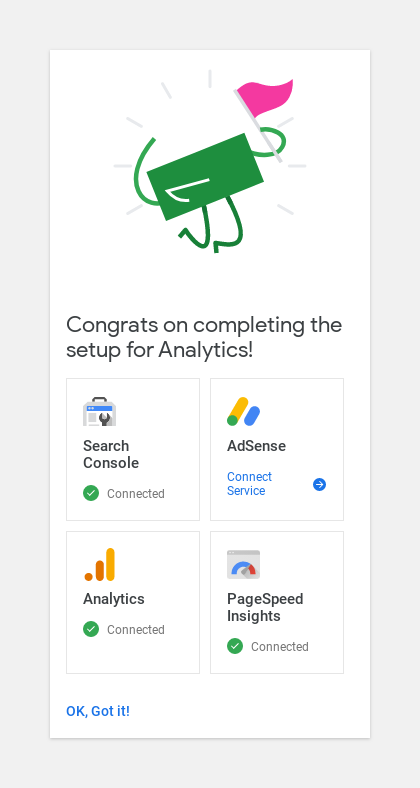 Congrats on completing the
setup for Analytics!
Search
Console
Connected
AdSense
Connect
Service
Analytics
Connected
PageSpeed
Insights
Connected
OK, Got it!